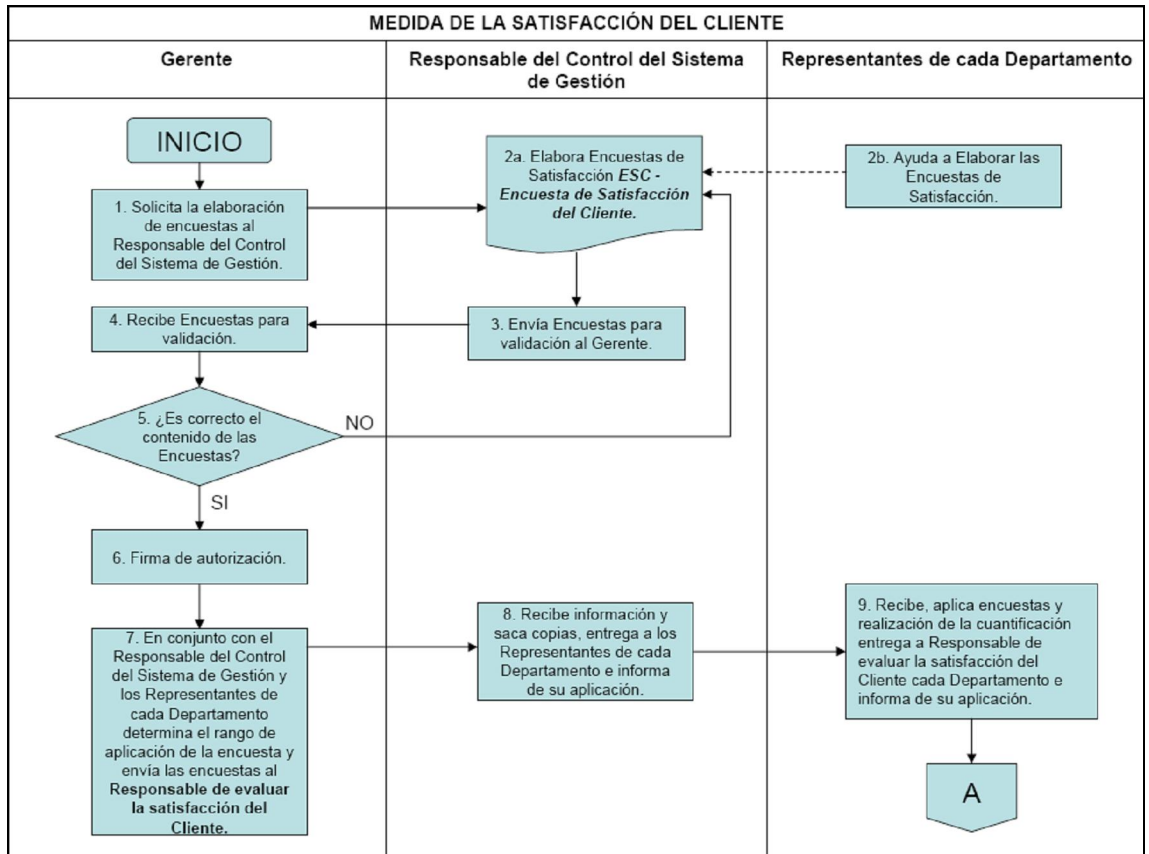 MEDIDA DE LA SATISFACCIÓN DEL CLIENTE
Gerente
Responsable del Control del Sistema
de Gestión
Representantes de cada Departamento
INICIO
1. Solicita la elaboración
de encuestas al
Responsable del Control
del Sistema de Gestión.
2a. Elabora Encuestas de
Satisfacción ESC -
Encuesta de Satisfacción
del Cliente.
2b. Ayuda a Elaborar las
Encuestas de
Satisfacción.
4. Recibe Encuestas para
validación.
3. Envía Encuestas para
validación al Gerente.
5. ¿Es correcto el
contenido de las
Encuestas?
NO
SI
6. Firma de autorización.
7. En conjunto con el
Responsable del Control
del Sistema de Gestión y
los Representantes de
cada Departamento
determina el rango de
aplicación de la encuesta y
envía las encuestas al
Responsable de evaluar
la satisfacción del
Cliente.
8. Recibe información y
saca copias, entrega a los
Representantes de cada
Departamento e informa
de su aplicación.
9. Recibe, aplica encuestas y
realización de la cuantificación
entrega a Responsable de
evaluar la satisfacción del
Cliente cada Departamento e
informa de su aplicación.
A